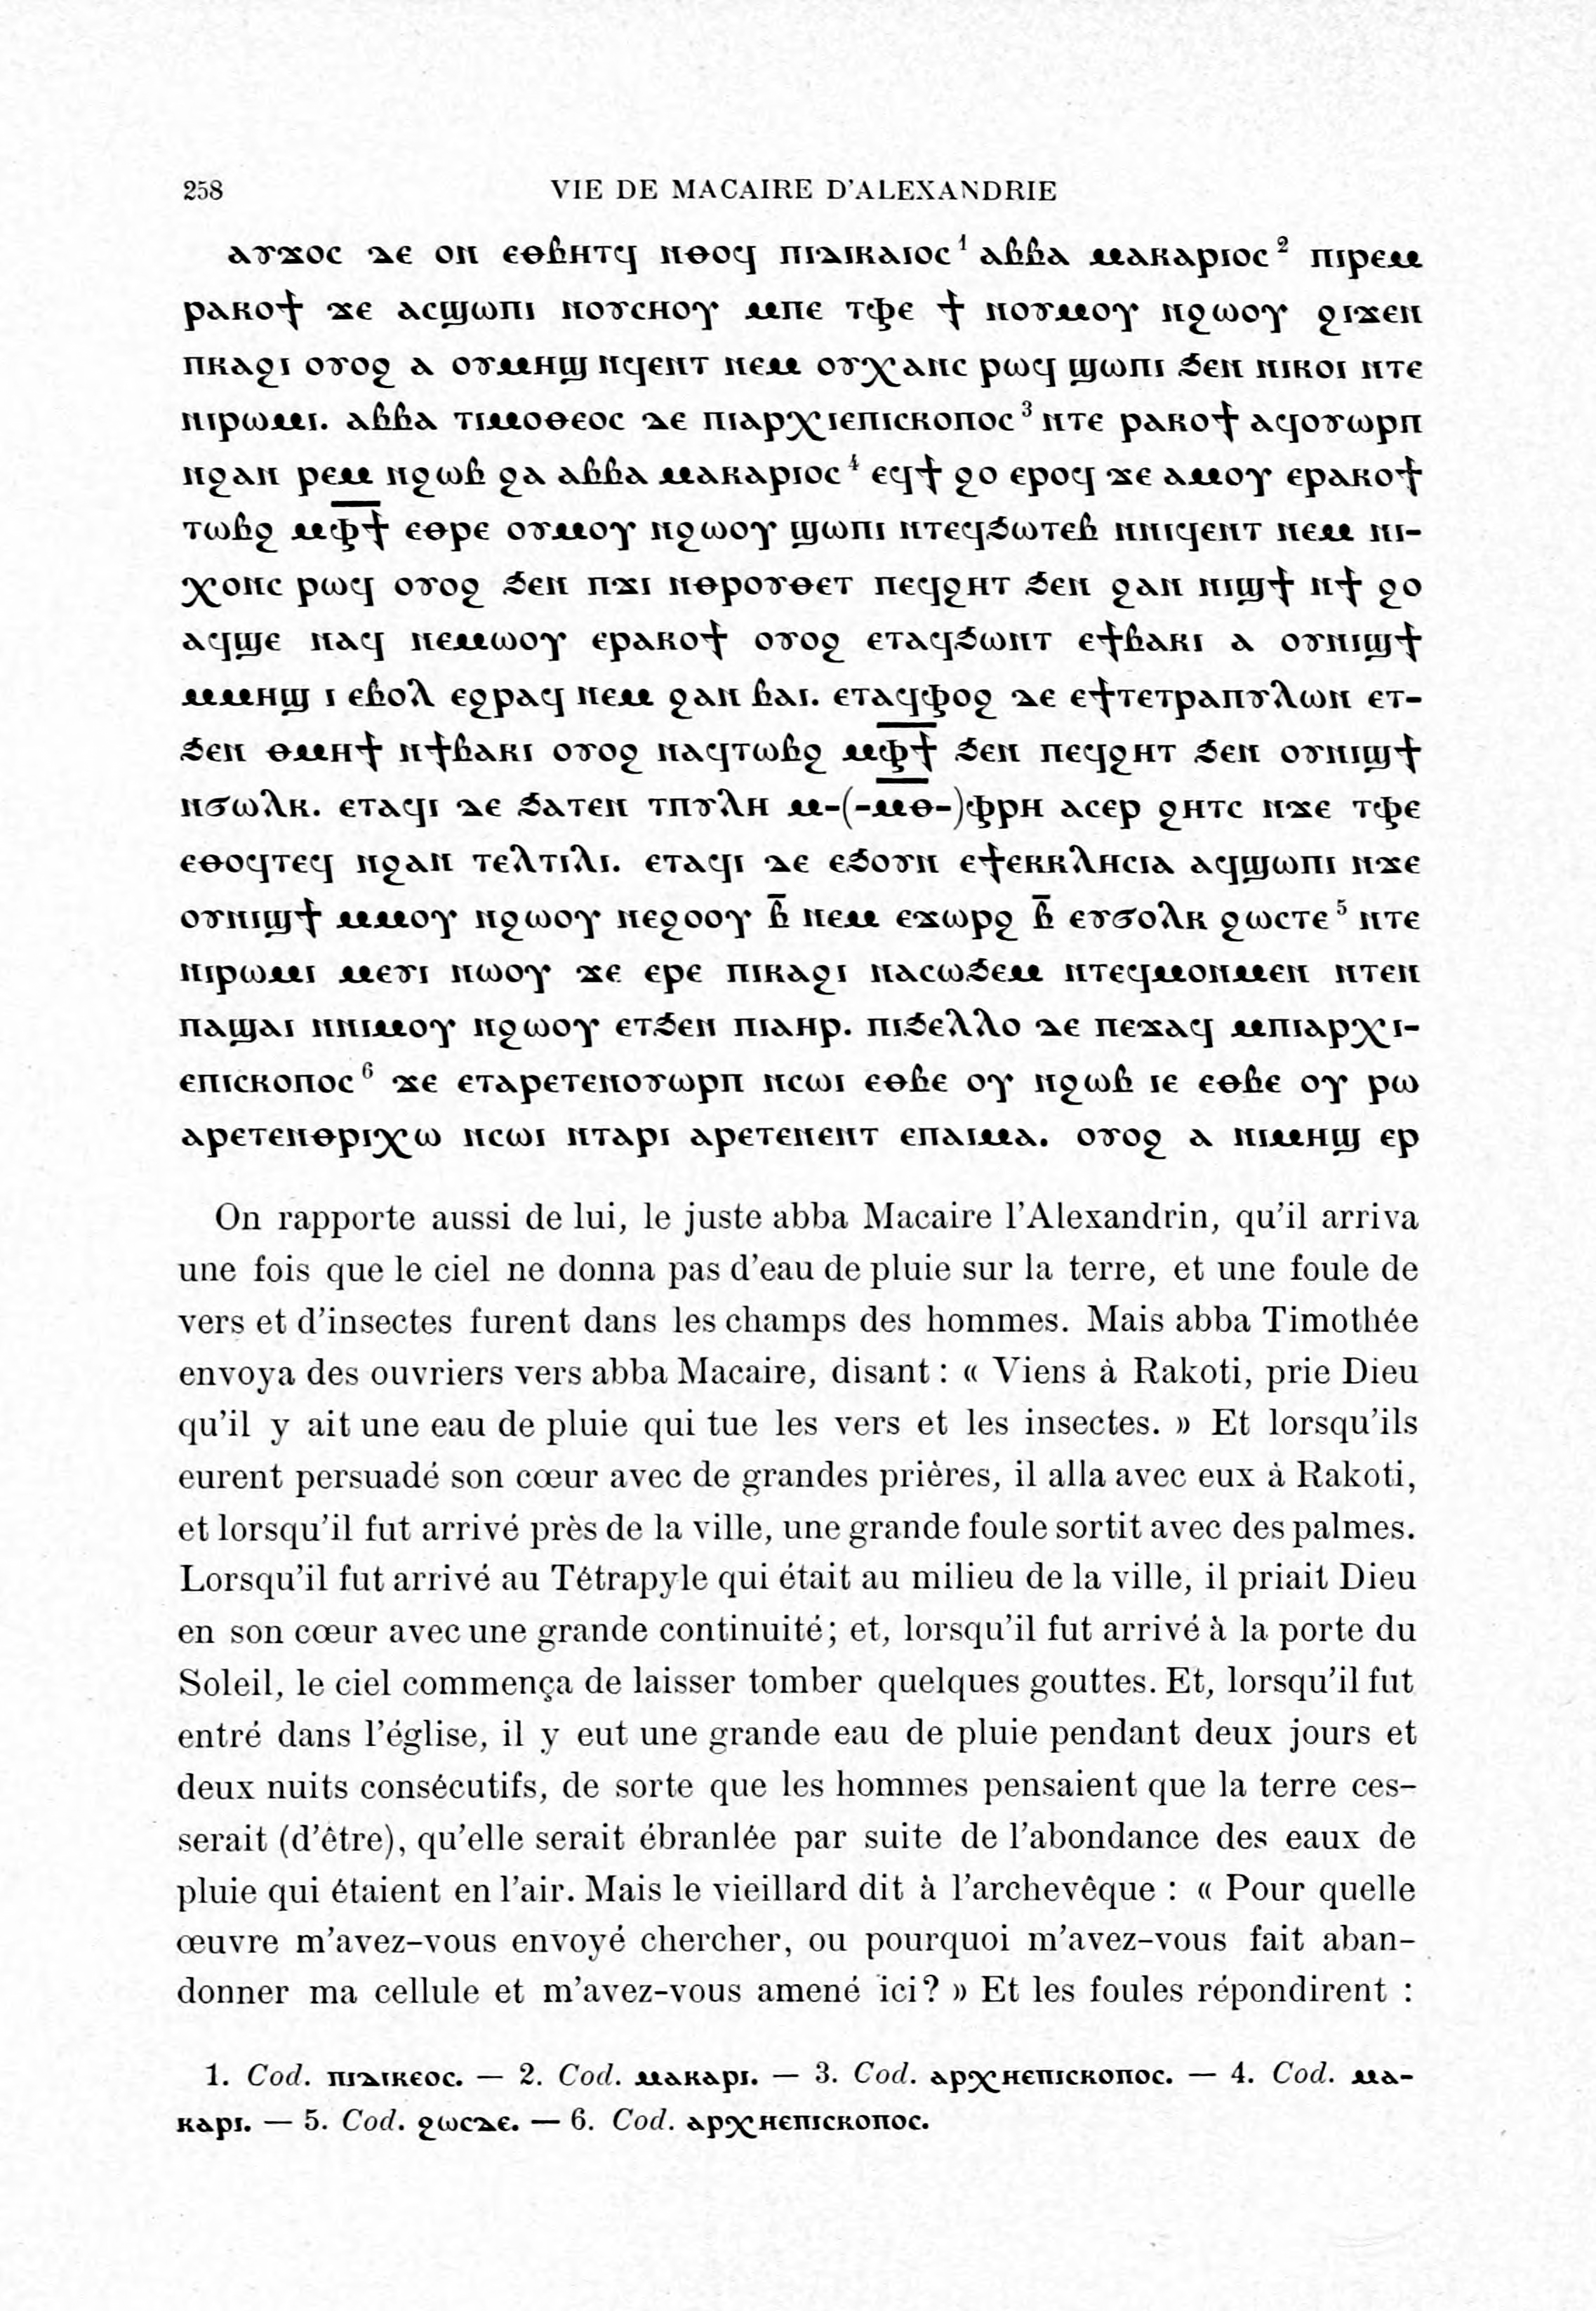 258 VIE DE MACAIRE D'ALEXANDRIE
ⲁⲩϫⲟⲥ ⲇⲉ ⲟⲛ ⲉⲑⲃⲏⲧϥ ⲛⲑⲟϥ ⲡⲓⲇⲓⲕⲁⲓⲟⲥ¹ ⲁⲃⲃⲁ ⲙⲁⲕⲁⲣⲓⲟⲥ² ⲡⲓⲣⲉⲙ
ⲣⲁⲕⲟϯ ϫⲉ ⲁⲥϣⲱⲡⲓ ⲛⲟⲩⲥⲛⲟⲩ ⲙⲡⲉ ⲧⲫⲉ ϯ ⲛⲟⲩⲙⲟⲩ ⲛϩⲱⲟⲩ ϩⲓϫⲉⲛ
ⲡⲕⲁϩⲓ ⲟⲩⲟϩ ⲁ ⲟⲩⲙⲏϣ ⲛϥⲉⲛⲧ ⲛⲉⲙ ⲟⲩⲭⲁⲛⲥ ⲣⲱϥ ϣⲱⲡⲓ ϧⲉⲛ ⲛⲓⲕⲟⲓ ⲛⲧⲉ
ⲛⲓⲣⲱⲙⲓ. ⲁⲃⲃⲁ ⲧⲓⲙⲟⲑⲉⲟⲥ ⲇⲉ ⲡⲓⲁⲣⲭⲓⲉⲡⲓⲥⲕⲟⲡⲟⲥ³ ⲛⲧⲉ ⲣⲁⲕⲟϯ ⲁϥⲟⲩⲱⲣⲡ
ⲛϩⲁⲛ ⲣⲉⲙ ⲛϩⲱⲃ ϩⲁ ⲁⲃⲃⲁ ⲙⲁⲕⲁⲣⲓⲟⲥ⁴ ⲉϥϯ ϩⲟ ⲉⲣⲟϥ ϫⲉ ⲁⲙⲟⲩ ⲉⲣⲁⲕⲟϯ
ⲧⲱⲃϩ ⲙⲫ̅ϯ̅ ⲉⲑⲣⲉ ⲟⲩⲙⲟⲩ ⲛϩⲱⲟⲩ ϣⲱⲡⲓ ⲛⲧⲉϥϧⲱⲧⲉⲃ ⲛⲛⲓϥⲉⲛⲧ ⲛⲉⲙ ⲛⲓ-
ⲭⲟⲛⲥ ⲣⲱϥ ⲟⲩⲟϩ ϧⲉⲛ ⲡϫⲓ ⲛⲑⲣⲟⲩⲑⲉⲧ ⲡⲉϥϩⲏⲧ ϧⲉⲛ ϩⲁⲛ ⲛⲓϣϯ ⲛϯ ϩⲟ
ⲁϥϣⲉ ⲛⲁϥ ⲛⲉⲙⲱⲟⲩ ⲉⲣⲁⲕⲟϯ ⲟⲩⲟϩ ⲉⲧⲁϥϧⲱⲛⲧ ⲉϯⲃⲁⲕⲓ ⲁ ⲟⲩⲛⲓϣϯ
ⲙⲙⲏϣ ⲓ ⲉⲃⲟⲗ ⲉϩⲣⲁϥ ⲛⲉⲙ ϩⲁⲛ ⲃⲁⲓ. ⲉⲧⲁϥⲫⲟϩ ⲇⲉ ⲉϯⲧⲉⲧⲣⲁⲡⲩⲗⲱⲛ ⲉⲧ-
ϧⲉⲛ ⲑⲙⲏϯ ⲛϯⲃⲁⲕⲓ ⲟⲩⲟϩ ⲛⲁϥⲧⲱⲃϩ ⲙⲫ̅ϯ̅ ϧⲉⲛ ⲡⲉϥϩⲏⲧ ϧⲉⲛ ⲟⲩⲛⲓϣϯ
ⲛϭⲱⲗⲕ. ⲉⲧⲁϥⲓ ⲇⲉ ϧⲁⲧⲉⲛ ⲧⲡⲩⲗⲏ ⲙ-(-ⲙ̅ⲑ̅-)ⲫⲣⲏ ⲁⲥⲉⲣ ϩⲏⲧⲥ ⲛϫⲉ ⲧⲫⲉ
ⲉⲑⲟϥⲧⲉϥ ⲛϩⲁⲛ ⲧⲉⲗⲧⲓⲗⲓ. ⲉⲧⲁϥⲓ ⲇⲉ ⲉϧⲟⲩⲛ ⲉϯⲉⲕⲕⲗⲏⲥⲓⲁ ⲁϥϣⲱⲡⲓ ⲛϫⲉ
ⲟⲩⲛⲓϣϯ ⲙⲙⲟⲩ ⲛϩⲱⲟⲩ ⲛⲉϩⲟⲟⲩ ⲃ̅ ⲛⲉⲙ ⲉϫⲱⲣϩ ⲃ̅ ⲉⲩϭⲟⲗⲕ ϩⲱⲥⲧⲉ⁵ ⲛⲧⲉ
ⲛⲓⲣⲱⲙⲓ ⲙⲉⲩⲓ ⲛⲱⲟⲩ ϫⲉ ⲉⲣⲉ ⲡⲓⲕⲁϩⲓ ⲛⲁⲥⲱϧⲉⲙ ⲛⲧⲉϥⲙⲟⲛⲙⲉⲛ ⲛⲧⲉⲛ
ⲡⲁϣⲁⲓ ⲛⲛⲓⲙⲟⲩ ⲛϩⲱⲟⲩ ⲉⲧϧⲉⲛ ⲡⲓⲁⲏⲣ. ⲡⲓϧⲉⲗⲗⲟ ⲇⲉ ⲡⲉϫⲁϥ ⲙⲡⲓⲁⲣⲭⲓ-
ⲉⲡⲓⲥⲕⲟⲡⲟⲥ⁶ ϫⲉ ⲉⲧⲁⲣⲉⲧⲉⲛⲟⲩⲱⲣⲡ ⲛⲥⲱⲓ ⲉⲑⲃⲉ ⲟⲩ ⲛϩⲱⲃ ⲓⲉ ⲉⲑⲃⲉ ⲟⲩ ⲣⲱ
ⲁⲣⲉⲧⲉⲛⲑⲣⲓⲭⲱ ⲛⲥⲱⲓ ⲛⲧⲁⲣⲓ ⲁⲣⲉⲧⲉⲛⲉⲛⲧ ⲉⲡⲁⲓⲙⲁ. ⲟⲩⲟϩ ⲁ ⲛⲓⲙⲏϣ ⲉⲣ
On rapporte aussi de lui, le juste abba Macaire l'Alexandrin, qu'il arriva
une fois que le ciel ne donna pas d'eau de pluie sur la terre, et une foule de
vers et d'insectes furent dans les champs des hommes. Mais abba Timothée
envoya des ouvriers vers abba Macaire, disant : « Viens à Rakoti, prie Dieu
qu'il y ait une eau de pluie qui tue les vers et les insectes. » Et lorsqu'ils
eurent persuadé son cœur avec de grandes prières, il alla avec eux à Rakoti,
et lorsqu'il fut arrivé près de la ville, une grande foule sortit avec des palmes.
Lorsqu'il fut arrivé au Tétrapyle qui était au milieu de la ville, il priait Dieu
en son cœur avec une grande continuité; et, lorsqu'il fut arrivé à la porte du
Soleil, le ciel commença de laisser tomber quelques gouttes. Et, lorsqu'il fut
entré dans l'église, il y eut une grande eau de pluie pendant deux jours et
deux nuits consécutifs, de sorte que les hommes pensaient que la terre ces-
serait (d'être), qu'elle serait ébranlée par suite de l'abondance des eaux de
pluie qui étaient en l'air. Mais le vieillard dit à l'archevêque : « Pour quelle
œuvre m'avez-vous envoyé chercher, ou pourquoi m'avez-vous fait aban-
donner ma cellule et m'avez-vous amené ici? » Et les foules répondirent :
1. Cod. ⲡⲓⲇⲓⲕⲉⲟⲥ. — 2. Cod. ⲙⲁⲕⲁⲣⲓ. — 3. Cod. ⲁⲣⲭⲏⲉⲡⲓⲥⲕⲟⲡⲟⲥ. — 4. Cod. ⲙⲁ-
ⲕⲁⲣⲓ. — 5. Cod. ϩⲱⲥⲇⲉ. — 6. Cod. ⲁⲣⲭⲏⲉⲡⲓⲥⲕⲟⲡⲟⲥ.